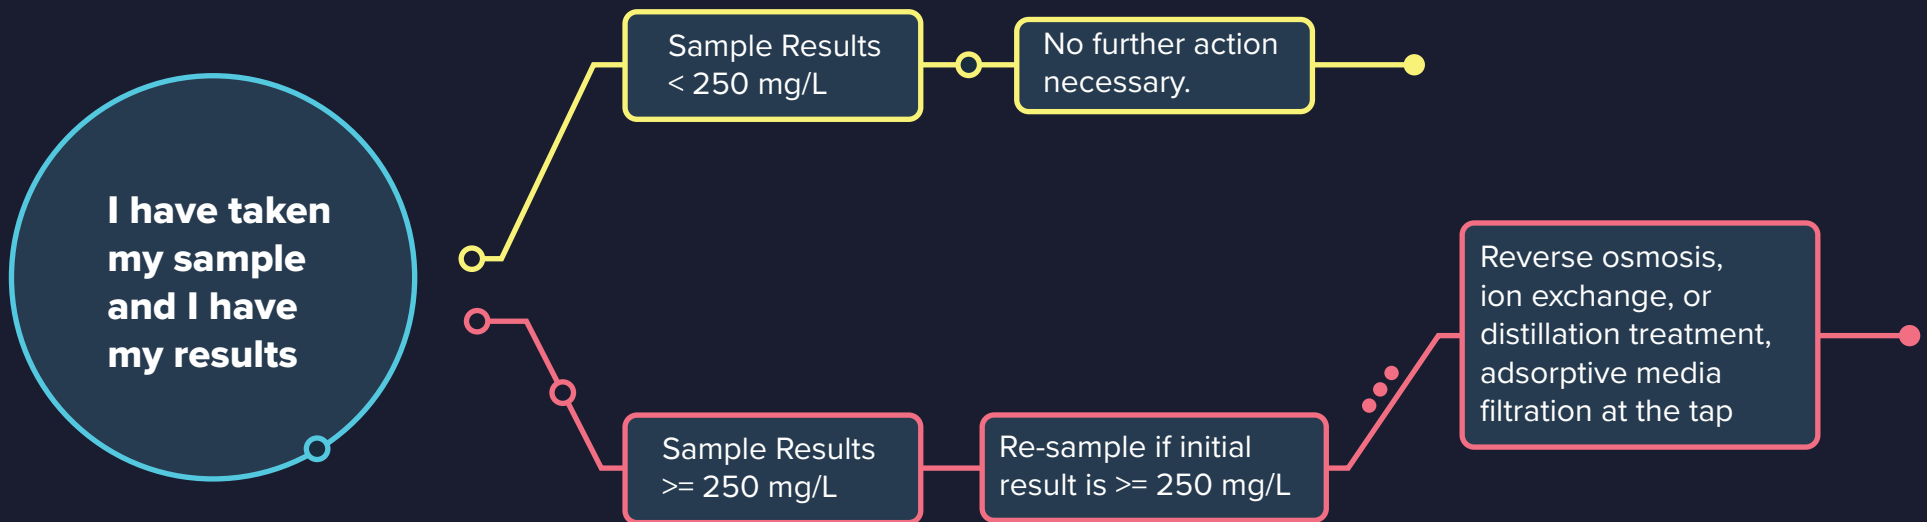 I have taken
my sample
and I have
my results
Sample Results
< 250 mg/L
No further action
necessary.
Sample Results
>= 250 mg/L
Re-sample if initial
result is >= 250 mg/L
Reverse osmosis,
ion exchange, or
distillation treatment,
adsorptive media
filtration at the tap